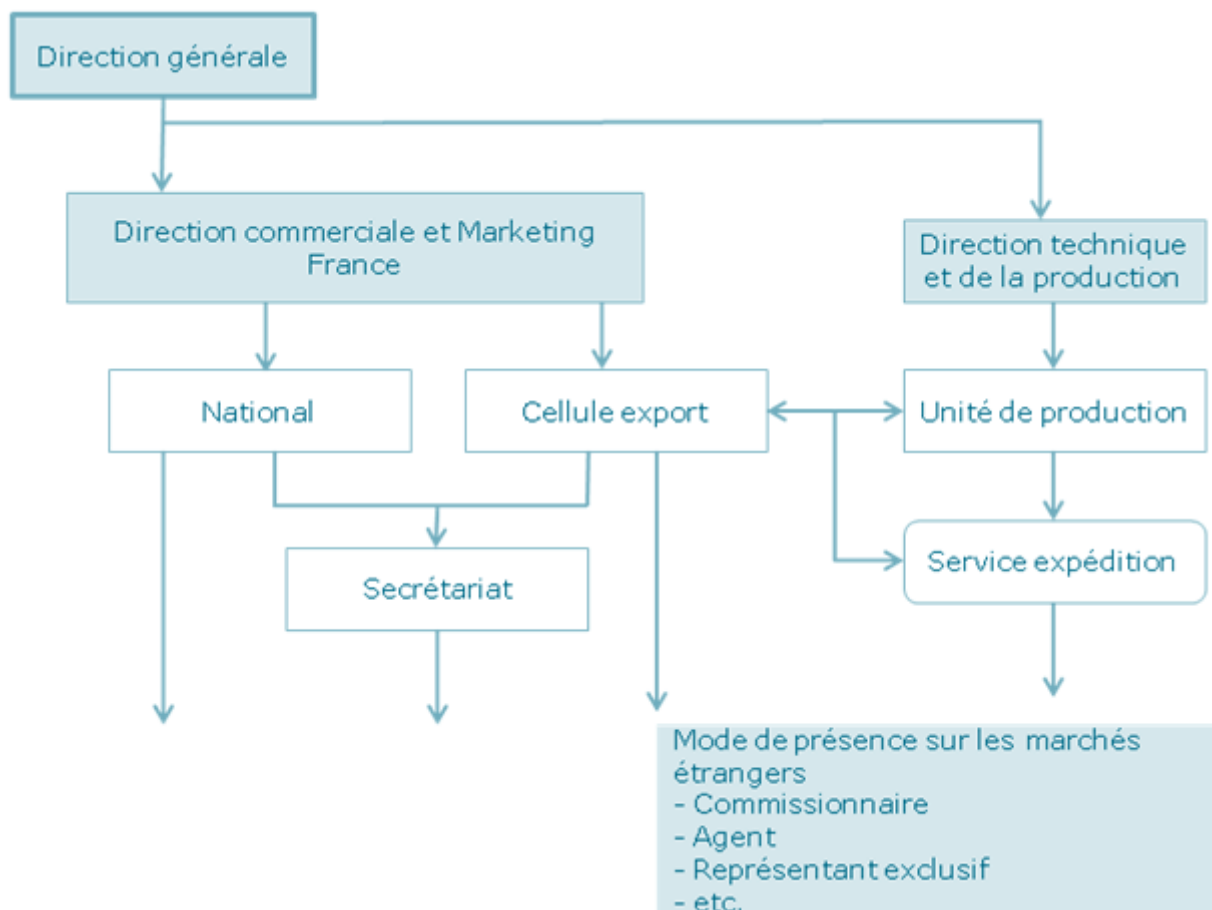 Direction générale
Direction commerciale et Marketing
France
Direction technique
et de la production
National
Cellule export
Unité de production
Secrétariat
Service expédition
Mode de présence sur les marchés
étrangers
- Commissionnaire
- Agent
- Représentant exclusif
- etc.